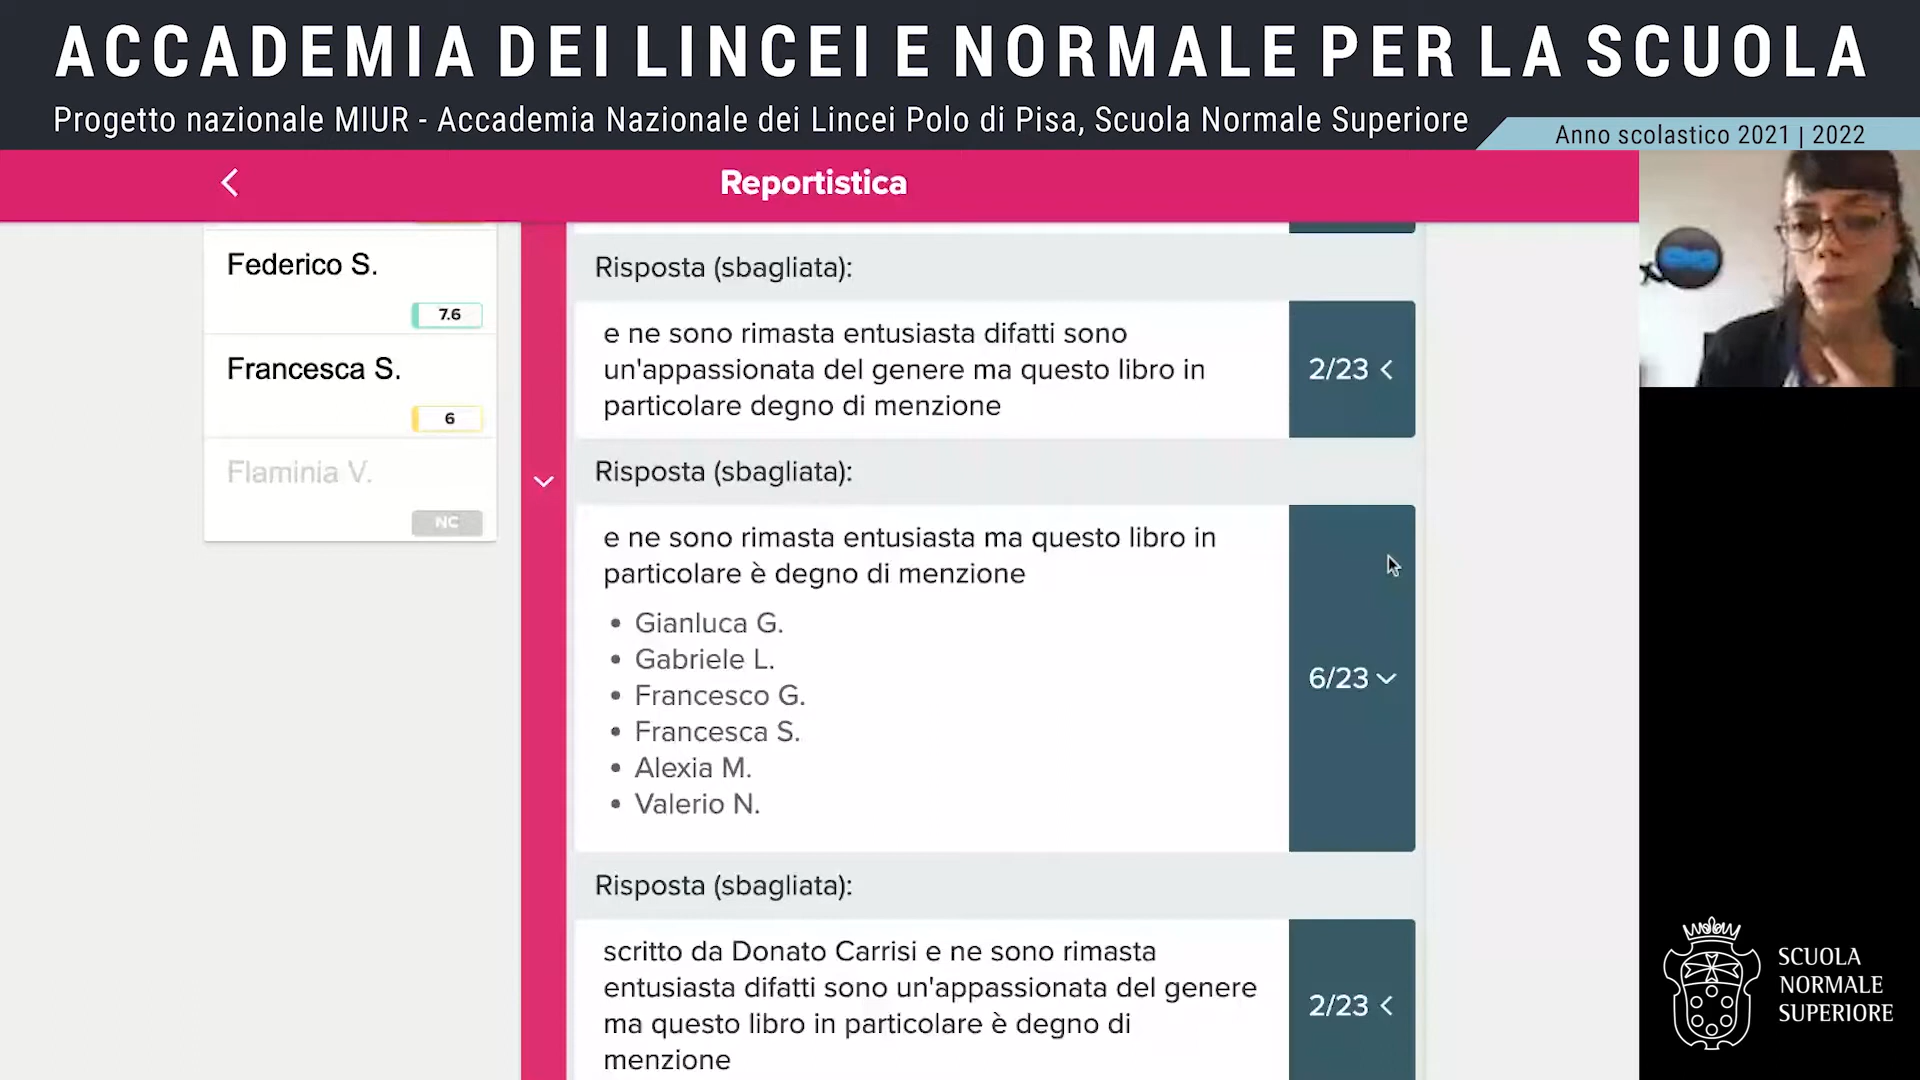 ACCADEMIA DEI LINCEI E NORMALE PER LA SCUOLA
Progetto nazionale MIUR - Accademia Nazionale dei Lincei Polo di Pisa, Scuola Normale Superiore
Anno scolastico 2021 | 2022
Reportistica
Federico S.
7.6
Francesca S.
6
Flaminia V.
NC
Risposta (sbagliata):
e ne sono rimasta entusiasta difatti sono
un'appassionata del genere ma questo libro in
particolare degno di menzione
2/23
Risposta (sbagliata):
e ne sono rimasta entusiasta ma questo libro in
particolare è degno di menzione
• Gianluca G.
• Gabriele L.
• Francesco G.
• Francesca S.
• Alexia M.
• Valerio N.
6/23
Risposta (sbagliata):
scritto da Donato Carrisi e ne sono rimasta
entusiasta difatti sono un'appassionata del genere
ma questo libro in particolare è degno di
menzione
2/23
SCUOLA
NORMALE
SUPERIORE